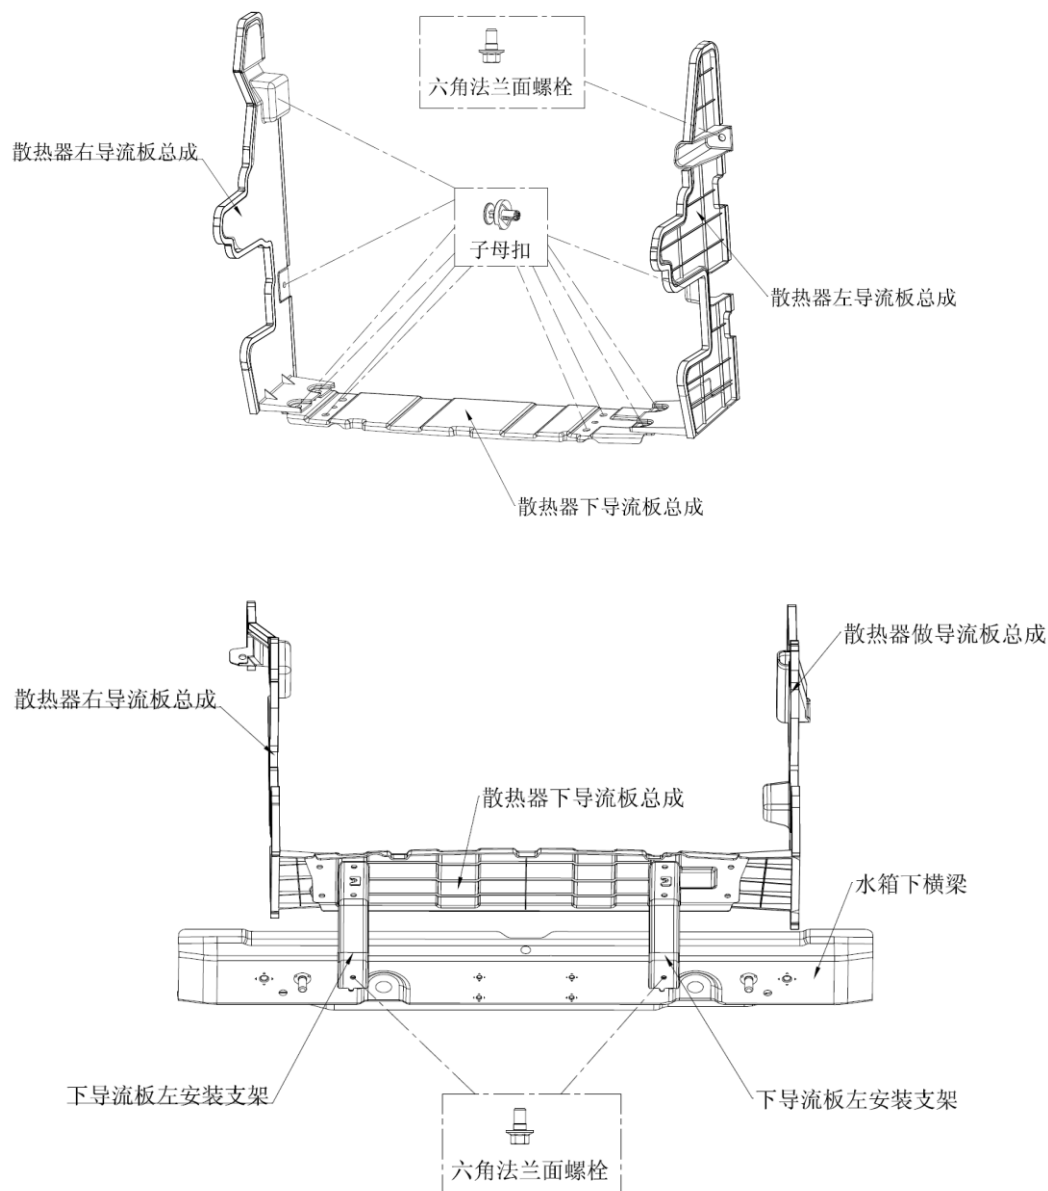 六角法兰面螺栓
散热器右导流板总成
子母扣
散热器左导流板总成
散热器下导流板总成
散热器做导流板总成
散热器右导流板总成
散热器下导流板总成
水箱下横梁
下导流板左安装支架
下导流板左安装支架
六角法兰面螺栓